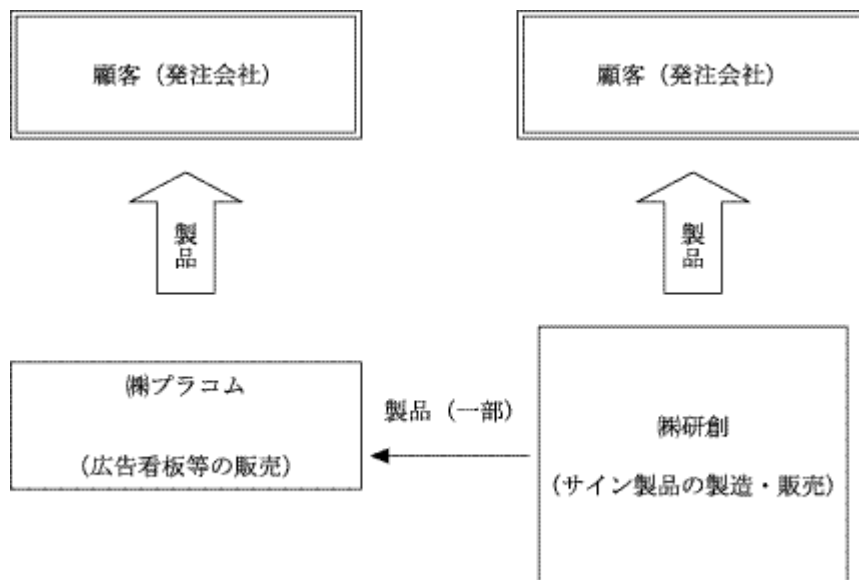 顧客（発注会社）
顧客（発注会社）
製品
製品
㈱プラコム
（広告看板等の販売）
製品（一部）
㈱研創
（サイン製品の製造・販売）